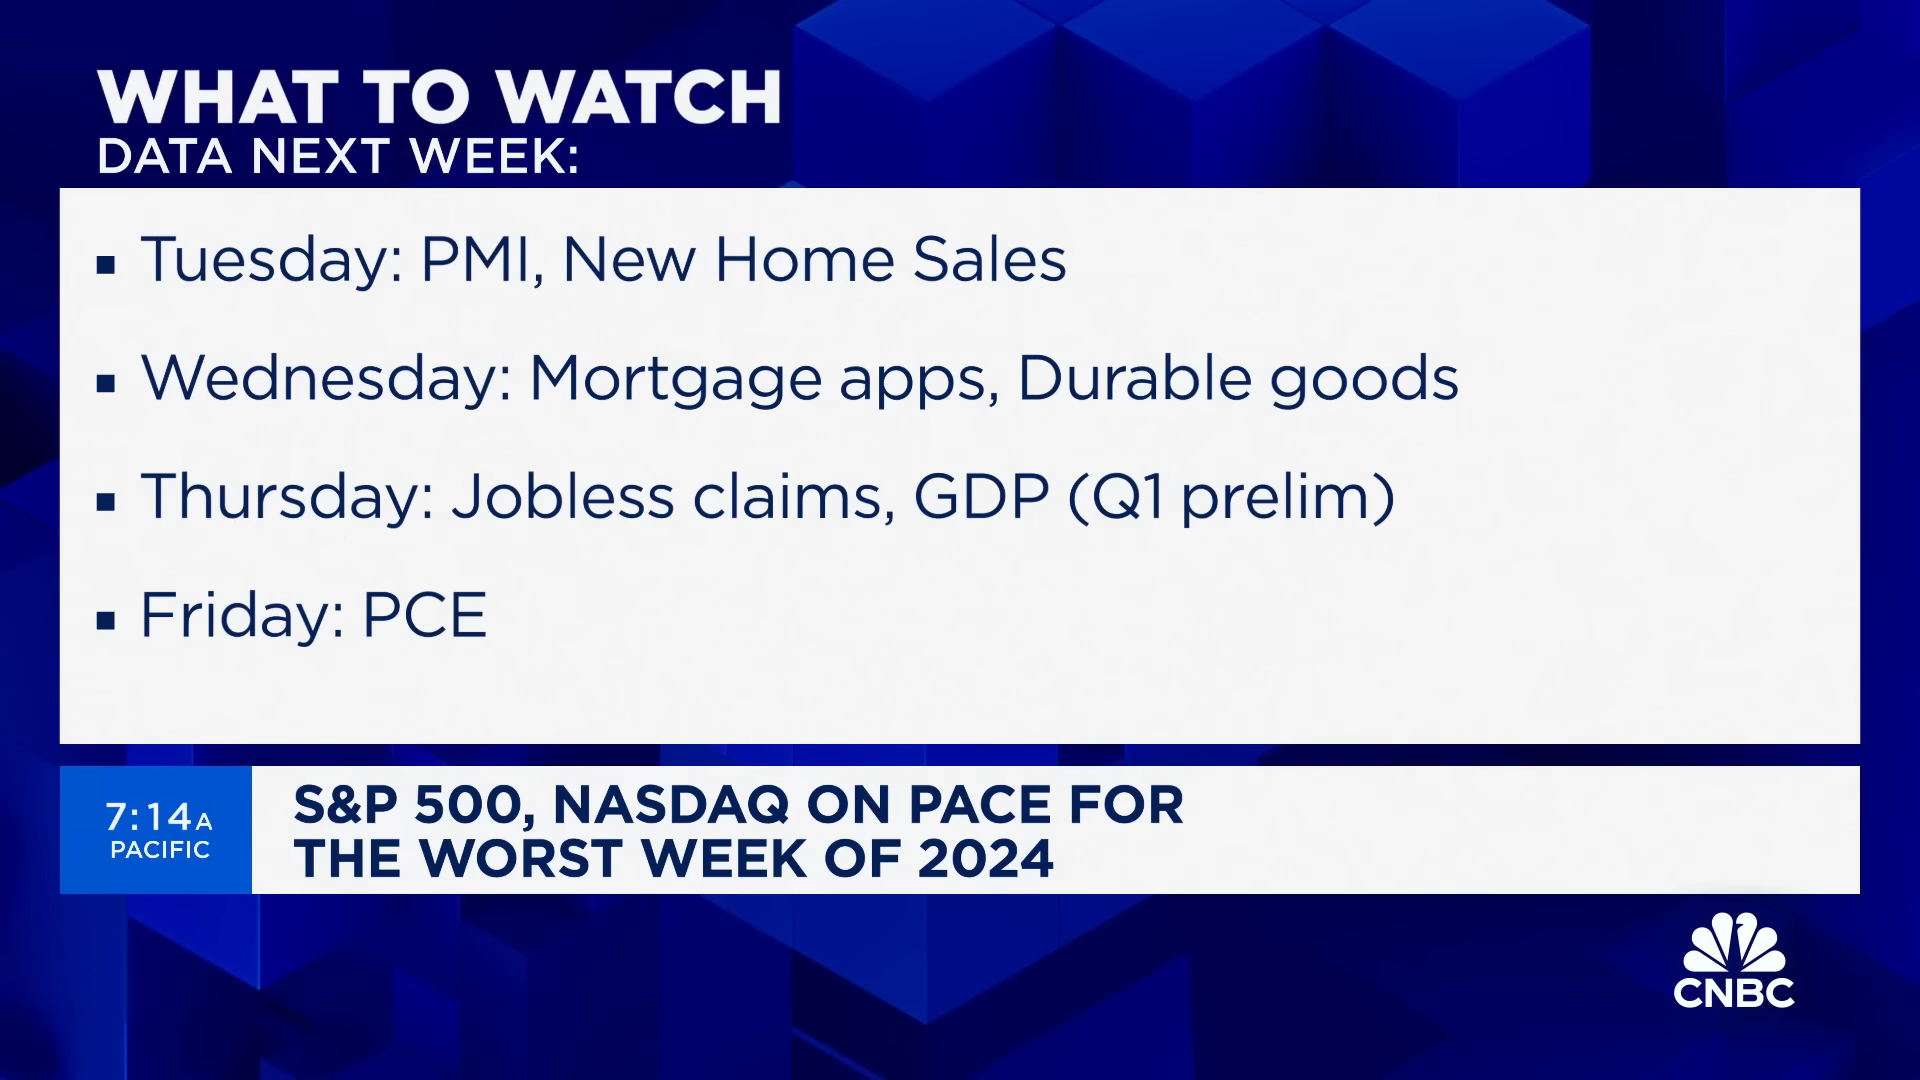 WHAT TO WATCH
DATA NEXT WEEK:
▪ Tuesday: PMI, New Home Sales
▪ Wednesday: Mortgage apps, Durable goods
▪ Thursday: Jobless claims, GDP (Q1 prelim)
▪ Friday: PCE
7:14A
PACIFIC
S&P 500, NASDAQ ON PACE FOR
THE WORST WEEK OF 2024
CNBC